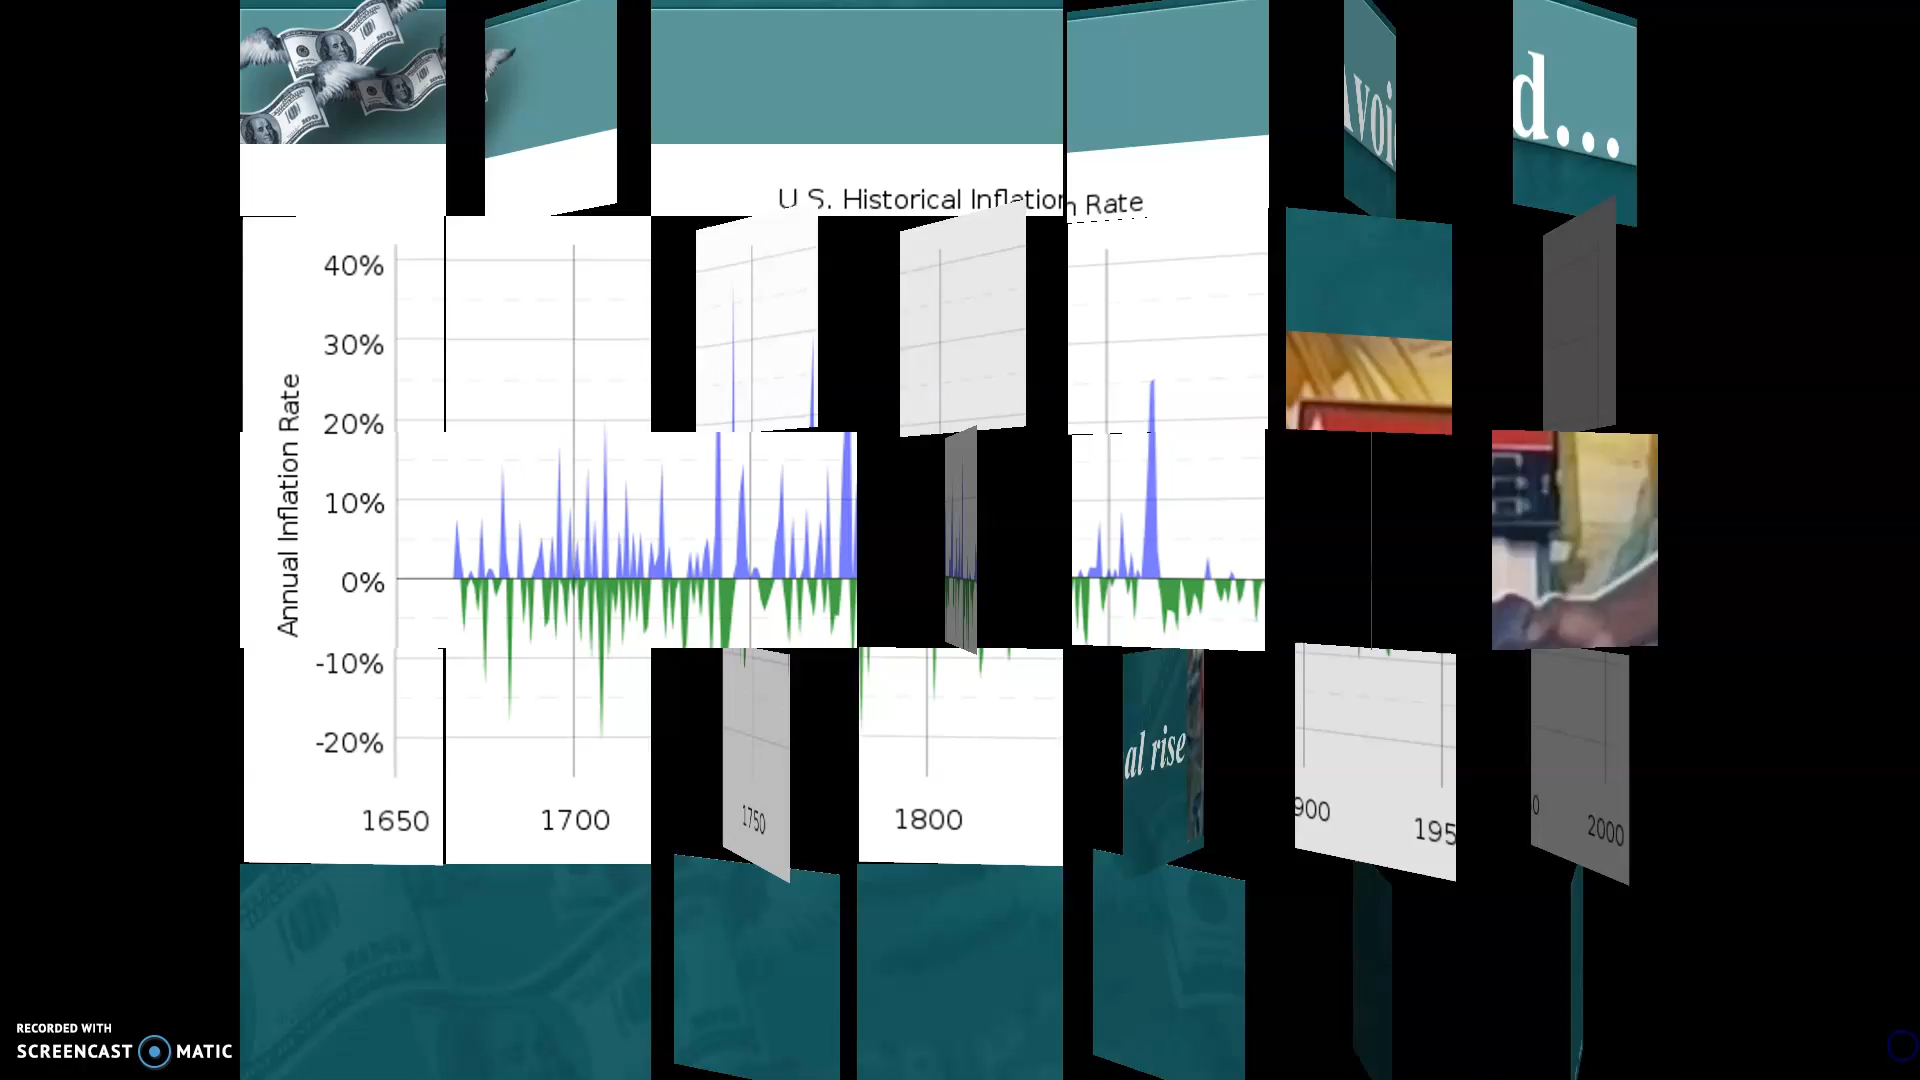 d...
U.S. Historical Inflation Rate
40%
30%
20%
10%
0%
-10%
-20%
Annual Inflation Rate
al rise
1650
1700
1750
1800
2000
RECORDED WITH
SCREENCAST MATIC